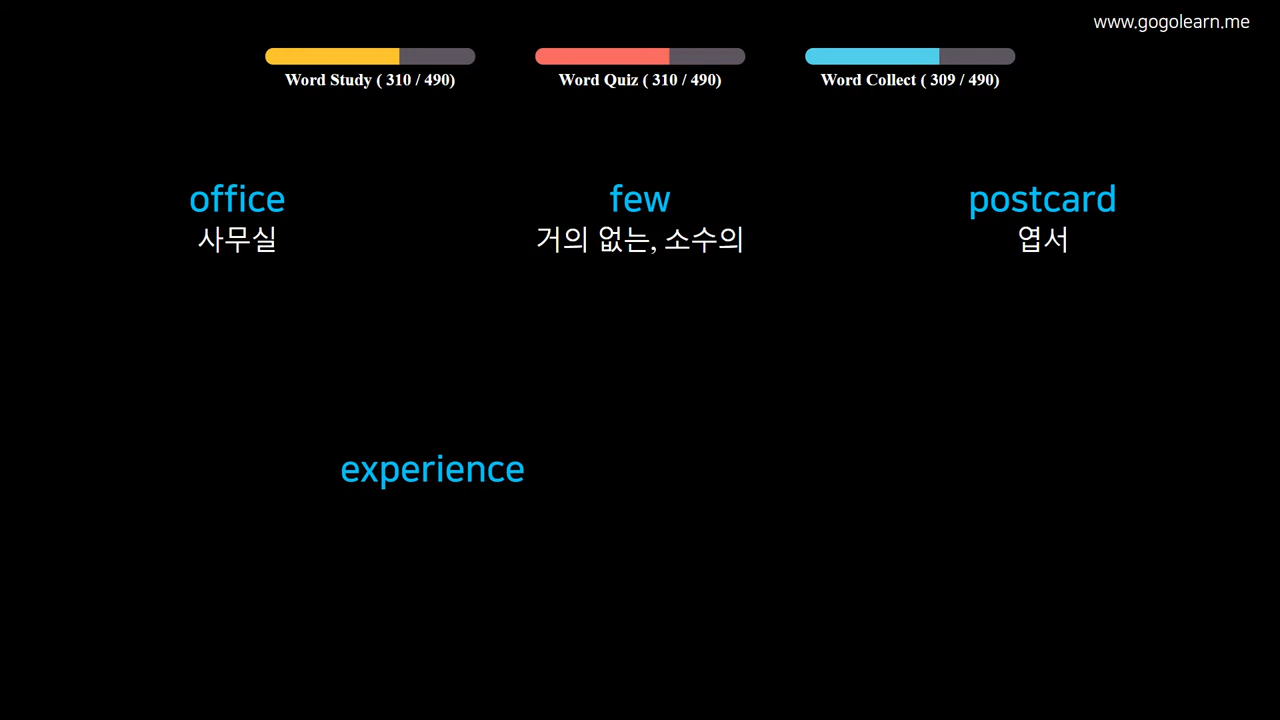 www.gogolearn.me
Word Study ( 310 / 490)
Word Quiz ( 310 / 490)
Word Collect ( 309 / 490)
office
few
postcard
사무실
거의 없는, 소수의
엽서
experience